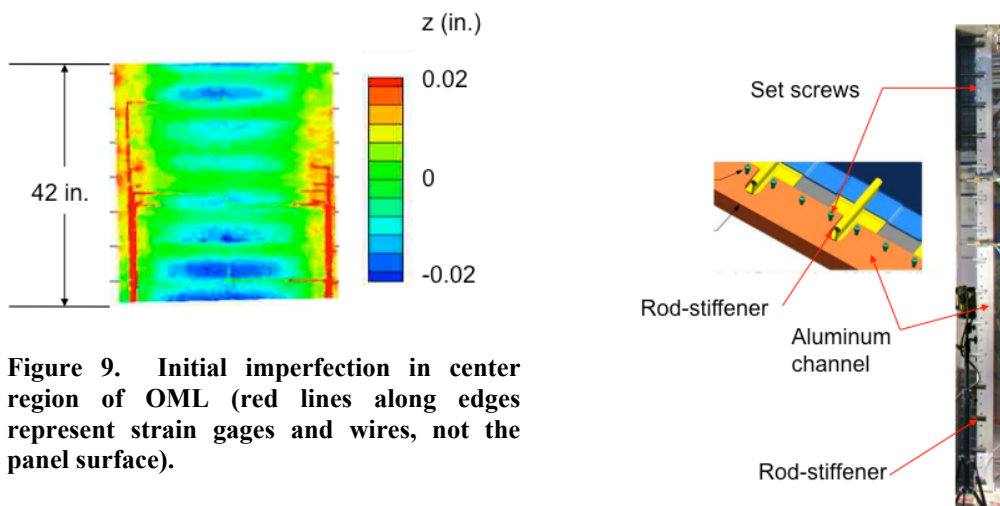 z (in.)
0.02
0
-0.02
42 in.
Figure 9. Initial imperfection in center
region of OML (red lines along edges
represent strain gages and wires, not the
panel surface).
Set screws
Rod-stiffener
Aluminum
channel
Rod-stiffener